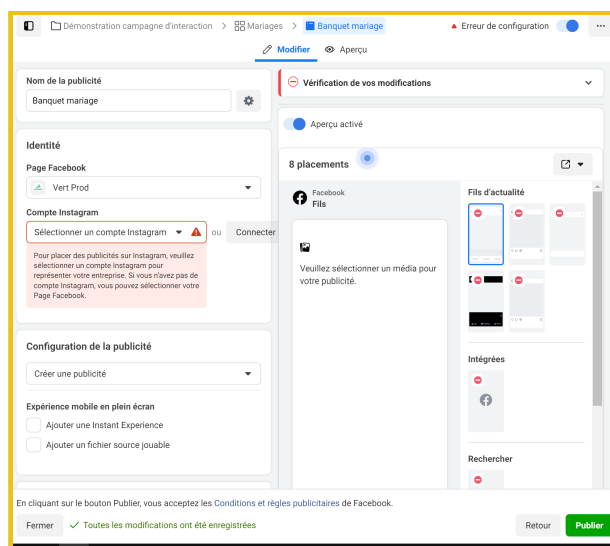 Démonstration campagne d'interaction > Mariages > Banquet mariage Erreur de configuration ...
Modifier Aperçu
Nom de la publicité
Banquet mariage
Identité
Page Facebook
Vert Prod
Compte Instagram
Sélectionner un compte Instagram ou Connecter
Pour placer des publicités sur Instagram, veuillez
sélectionner un compte Instagram pour
représenter votre entreprise. Si vous n'avez pas de
compte Instagram, vous pouvez sélectionner votre
Page Facebook.
Configuration de la publicité
Créer une publicité
Expérience mobile en plein écran
Ajouter une Instant Experience
Ajouter un fichier source jouable
Vérification de vos modifications
Aperçu activé
8 placements
Facebook
Fils
Veuillez sélectionner un média pour
votre publicité.
Fils d'actualité
Intégrées
Rechercher
En cliquant sur le bouton Publier, vous acceptez les Conditions et règles publicitaires de Facebook.
Fermer Toutes les modifications ont été enregistrées Retour Publier